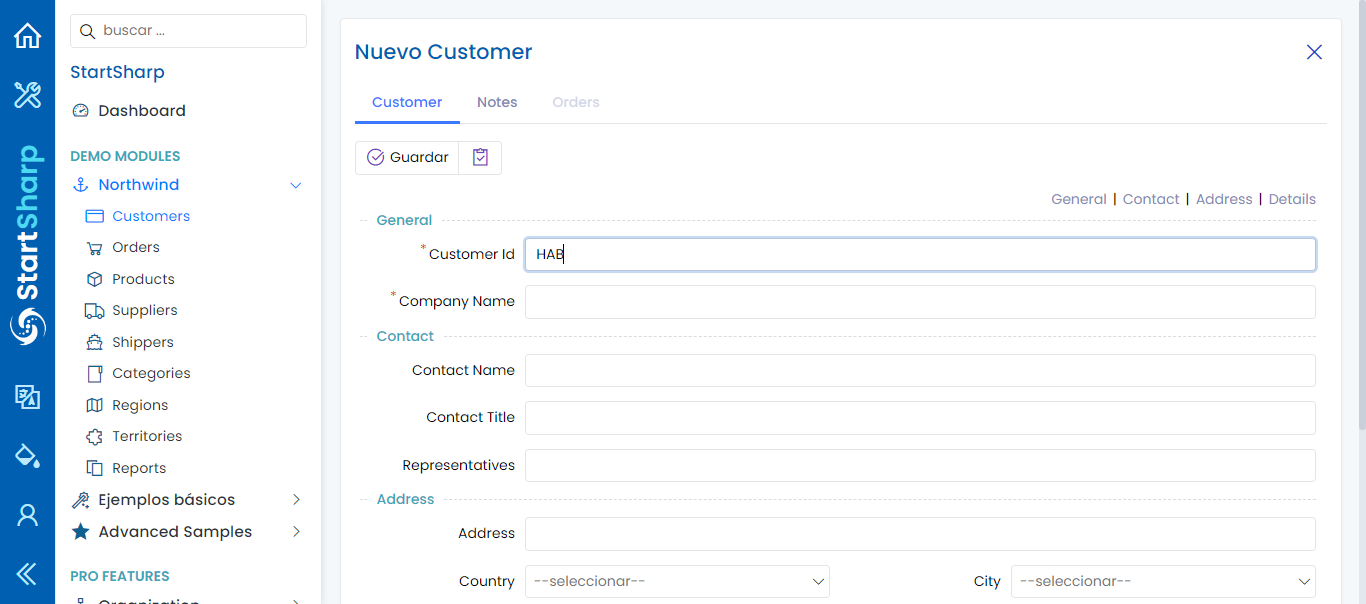 StartSharp
buscar ...
StartSharp
Dashboard
DEMO MODULES
Northwind
Customers
Orders
Products
Suppliers
Shippers
Categories
Regions
Territories
Reports
Ejemplos básicos
Advanced Samples
PRO FEATURES
Organization
Nuevo Customer
Customer Notes Orders
Guardar
General | Contact | Address | Details
General
* Customer Id HAB
* Company Name
Contact
Contact Name
Contact Title
Representatives
Address
Address
Country --seleccionar-- City --seleccionar--